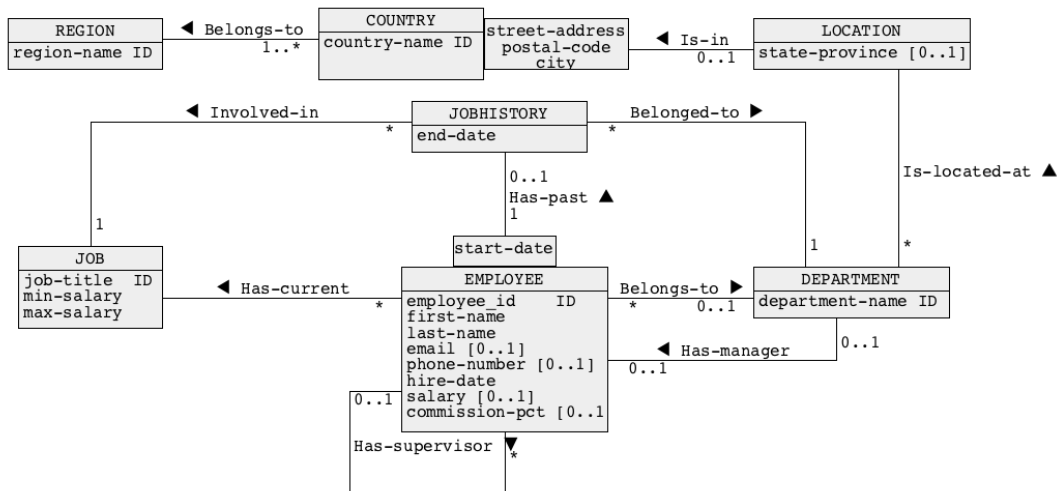 REGION
region-name ID
◀ Belongs-to
1..*
COUNTRY
country-name ID
street-address
postal-code
city
◀ Is-in
0..1
LOCATION
state-province [0..1]
◀ Involved-in
*
JOBHISTORY
end-date
Belonged-to ▶
*
0..1
Has-past ▲
1
Is-located-at ▲
1
start-date
1
*
JOB
job-title ID
min-salary
max-salary
◀ Has-current
*
EMPLOYEE
employee_id ID
first-name
last-name
email [0..1]
phone-number [0..1]
hire-date
salary [0..1]
commission-pct [0..1
Belongs-to ▶
*
0..1
DEPARTMENT
department-name ID
◀ Has-manager
0..1
0..1
0..1
Has-supervisor ▼
*